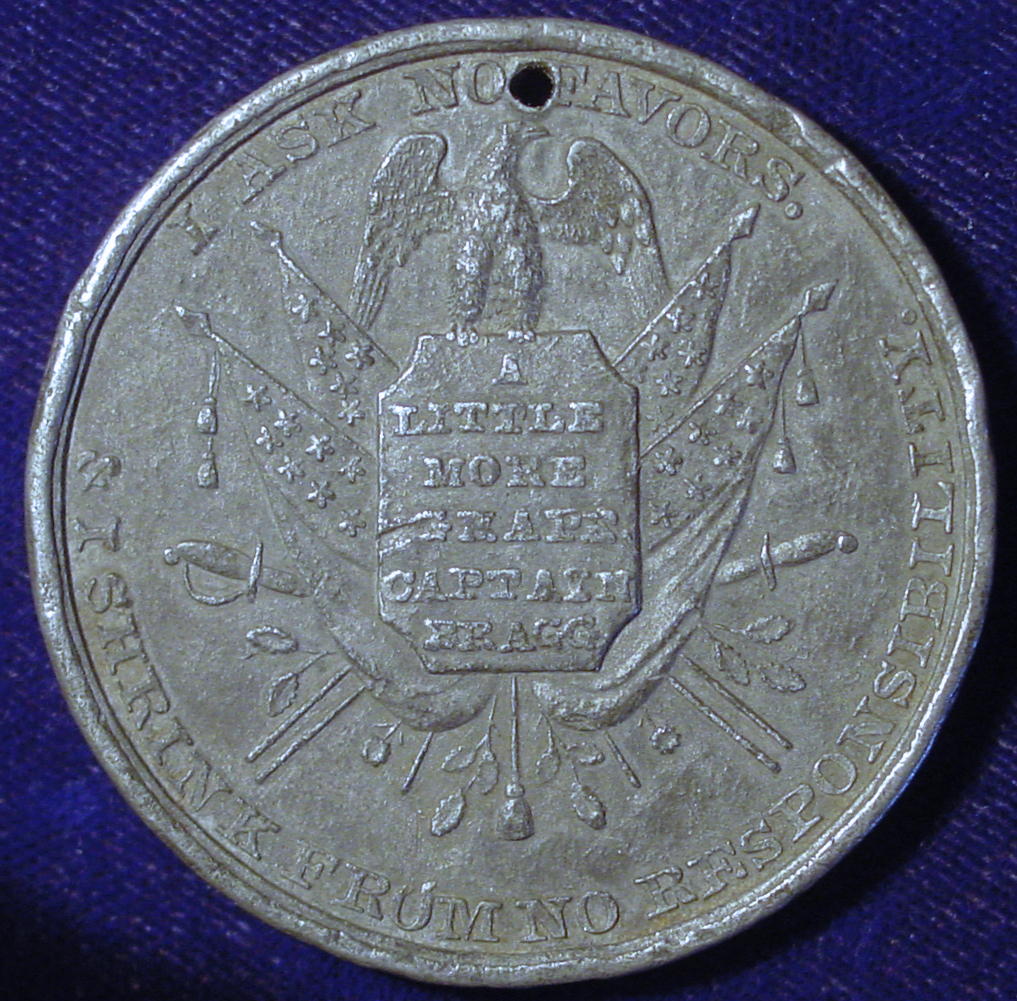 I ASK NO FAVORS.
& I SHRINK FROM NO RESPONSIBILITY.
A
LITTLE
MORE
GRAPE
CAPTAIN
BRAGG